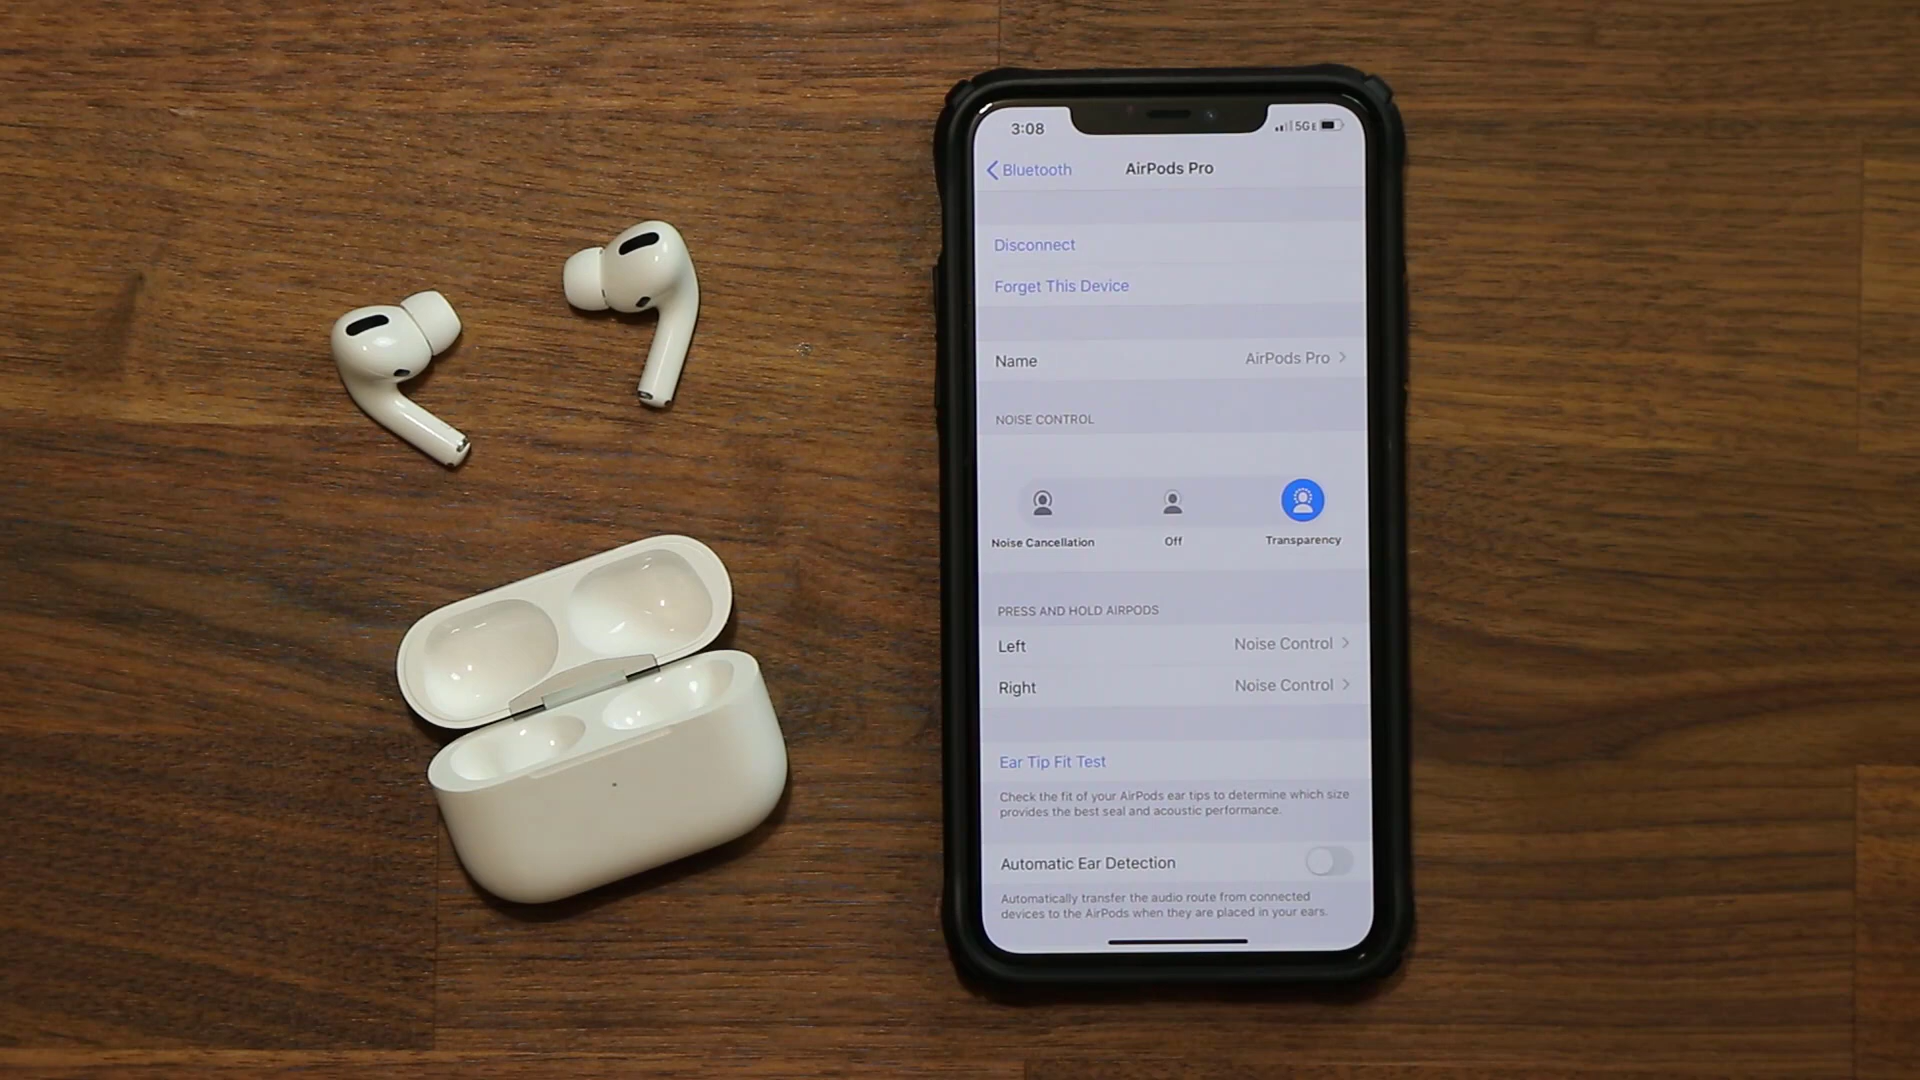 3:08
5GE
Bluetooth
AirPods Pro
Disconnect
Forget This Device
Name AirPods Pro
NOISE CONTROL
Noise Cancellation Off Transparency
PRESS AND HOLD AIRPODS
Left Noise Control
Right Noise Control
Ear Tip Fit Test
Check the fit of your AirPods ear tips to determine which size
provides the best seal and acoustic performance.
Automatic Ear Detection
Automatically transfer the audio route from connected
devices to the AirPods when they are placed in your ears.